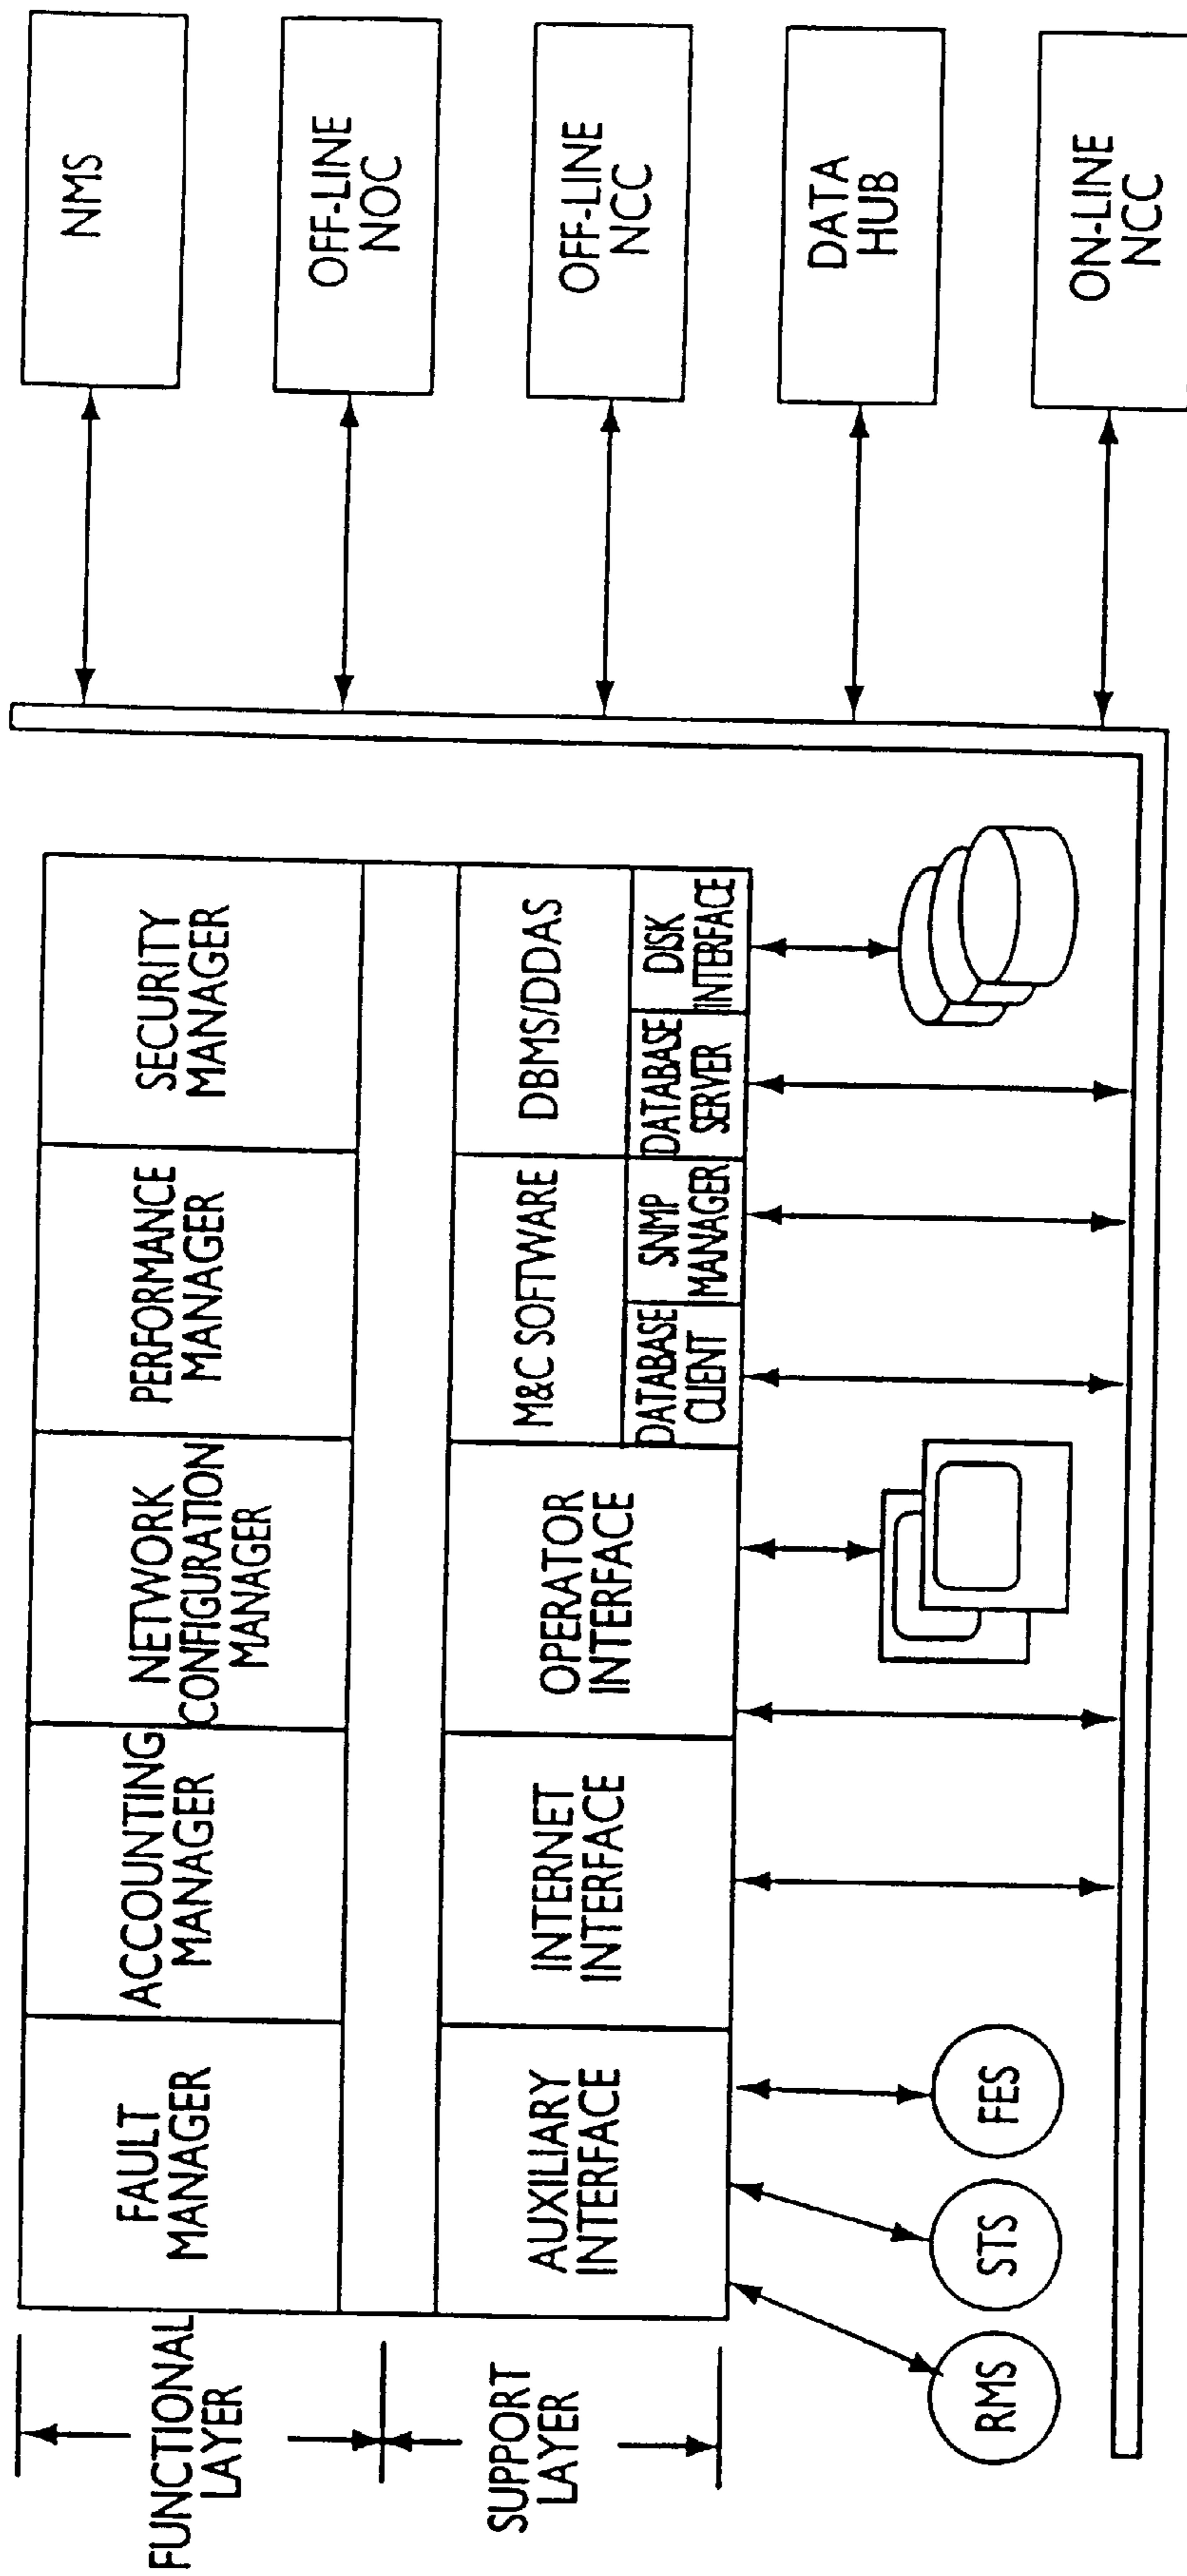 FUNCTIONAL
LAYER
SUPPORT
LAYER
FAULT
MANAGER
ACCOUNTING
MANAGER
NETWORK
CONFIGURATION
MANAGER
PERFORMANCE
MANAGER
SECURITY
MANAGER
AUXILIARY
INTERFACE
INTERNET
INTERFACE
OPERATOR
INTERFACE
M&C SOFTWARE
DATABASE
CLIENT
SNMP
MANAGER
DBMS/DDAS
DATABASE
SERVER
DISK
INTERFACE
RMS
STS
FES
NMS
OFF-LINE
NOC
OFF-LINE
NCC
DATA
HUB
ON-LINE
NCC